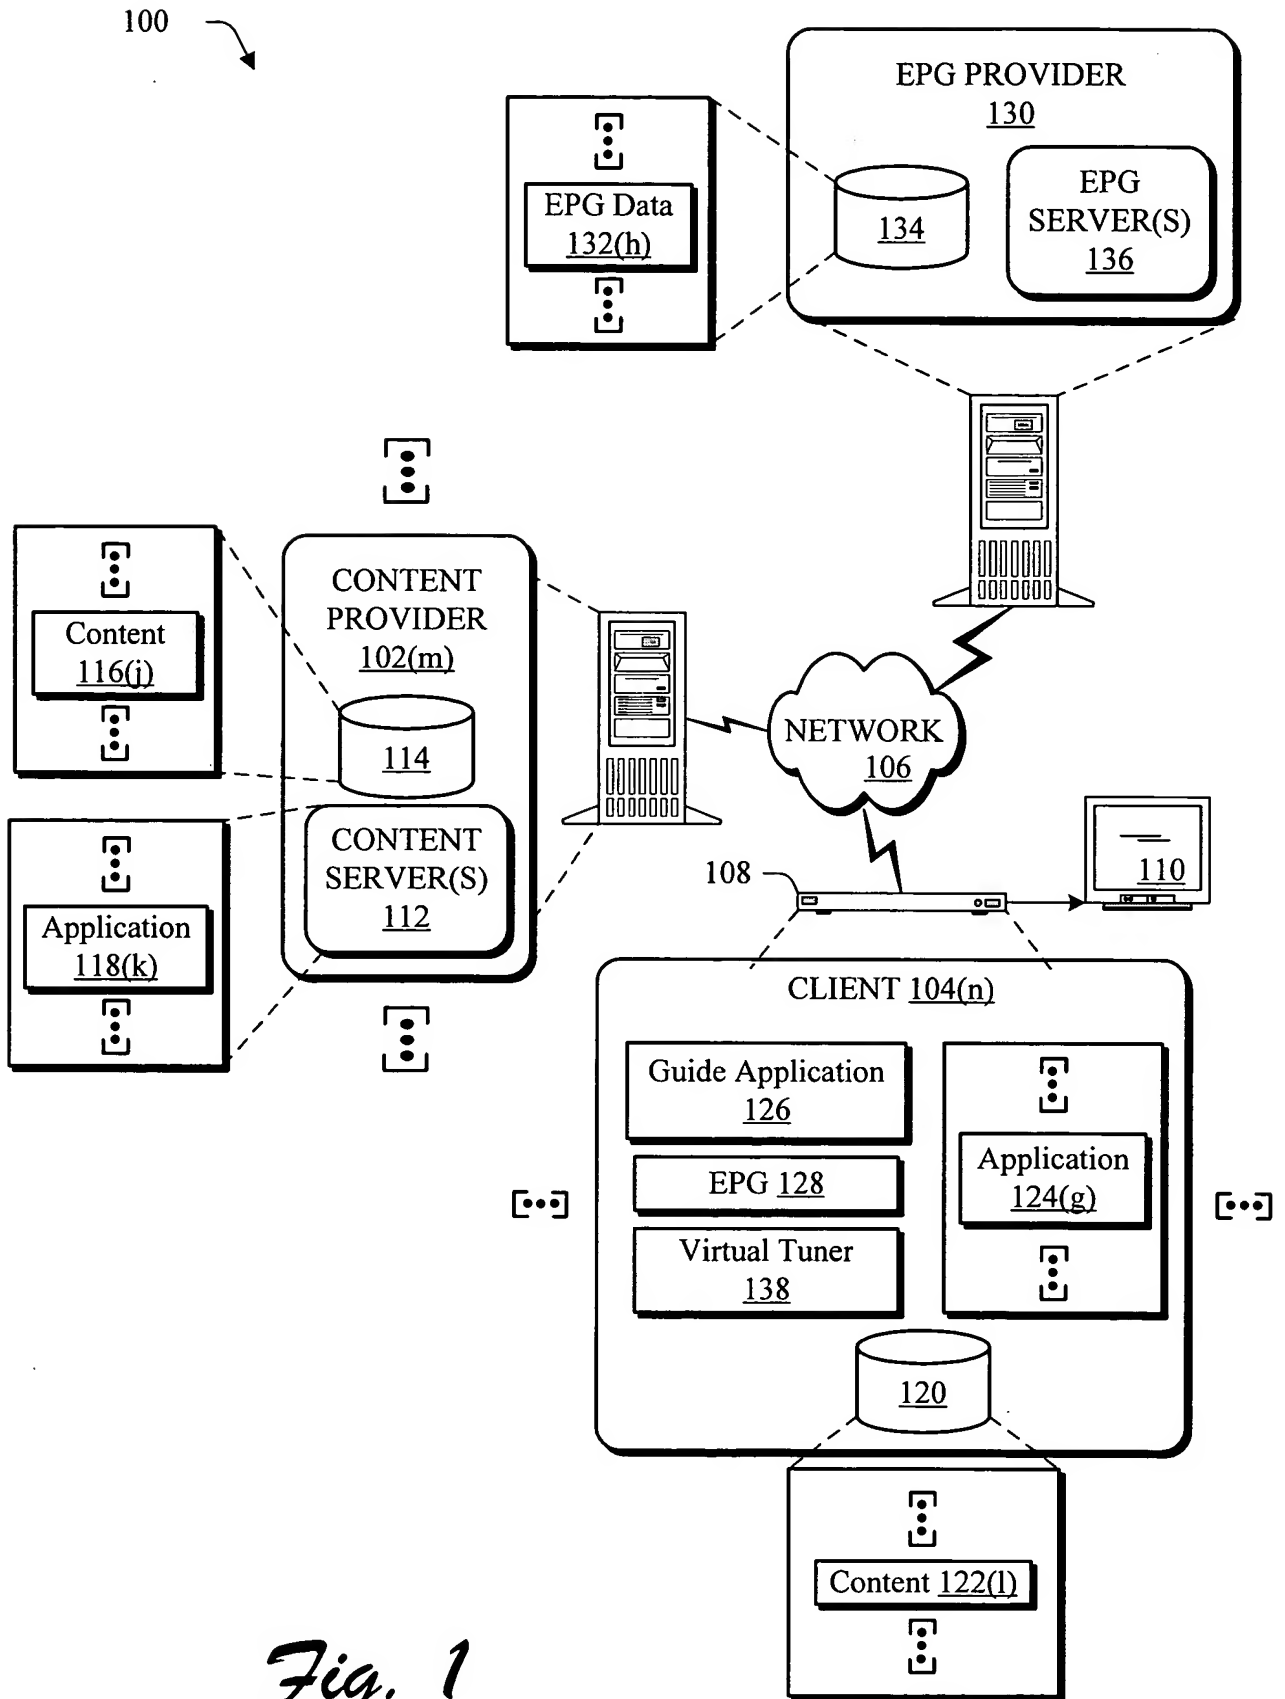 100
EPG PROVIDER
130
EPG Data
132(h)
134
EPG
SERVER(S)
136
CONTENT
PROVIDER
102(m)
Content
116(j)
114
NETWORK
106
CONTENT
SERVER(S)
112
Application
118(k)
108
110
CLIENT 104(n)
Guide Application
126
EPG 128
Virtual Tuner
138
Application
124(g)
120
Content 122(l)
Fig. 1